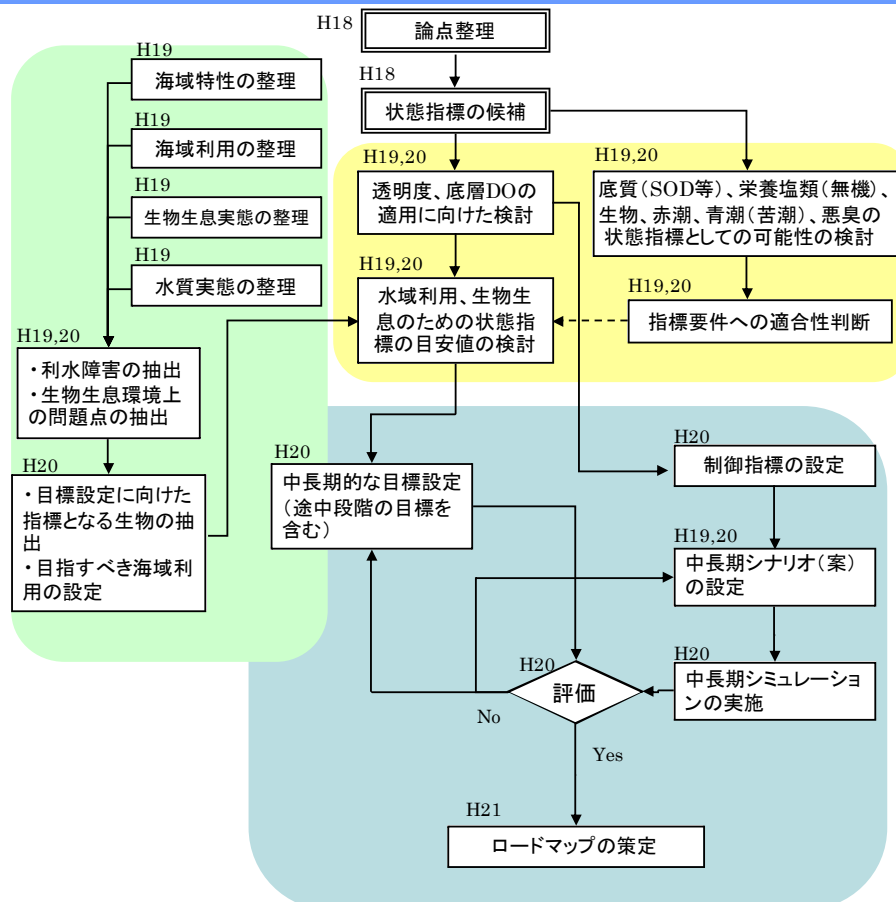 H18
論点整理
H18
状態指標の候補
H19
海域特性の整理
H19
海域利用の整理
H19
生物生息実態の整理
H19
水質実態の整理
H19,20
・利水障害の抽出
・生物生息環境上
の問題点の抽出
H20
・目標設定に向けた
指標となる生物の抽
出
・目指すべき海域利
用の設定
H19,20
透明度、底層DOの
適用に向けた検討
H19,20
底質（SOD等）、栄養塩類（無機）、
生物、赤潮、青潮（苦潮）、悪臭の
状態指標としての可能性の検討
H19,20
水域利用、生物生
息のための状態指
標の目安値の検討
H19,20
指標要件への適合性判断
H20
中長期的な目標設定
（途中段階の目標を
含む）
H20
制御指標の設定
H19,20
中長期シナリオ（案）
の設定
H20
中長期シミュレーショ
ンの実施
H20
評価
No
Yes
H21
ロードマップの策定